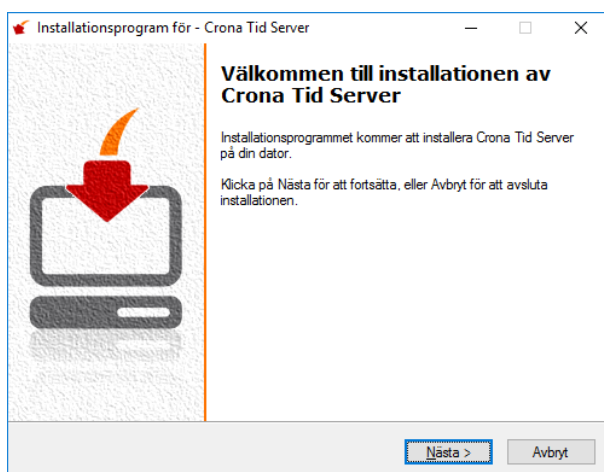 Installationsprogram för - Crona Tid Server
Välkommen till installationen av
Crona Tid Server
Installationsprogrammet kommer att installera Crona Tid Server
på din dator.
Klicka på Nästa för att fortsätta, eller Avbryt för att avsluta
installationen.
Nästa >
Avbryt